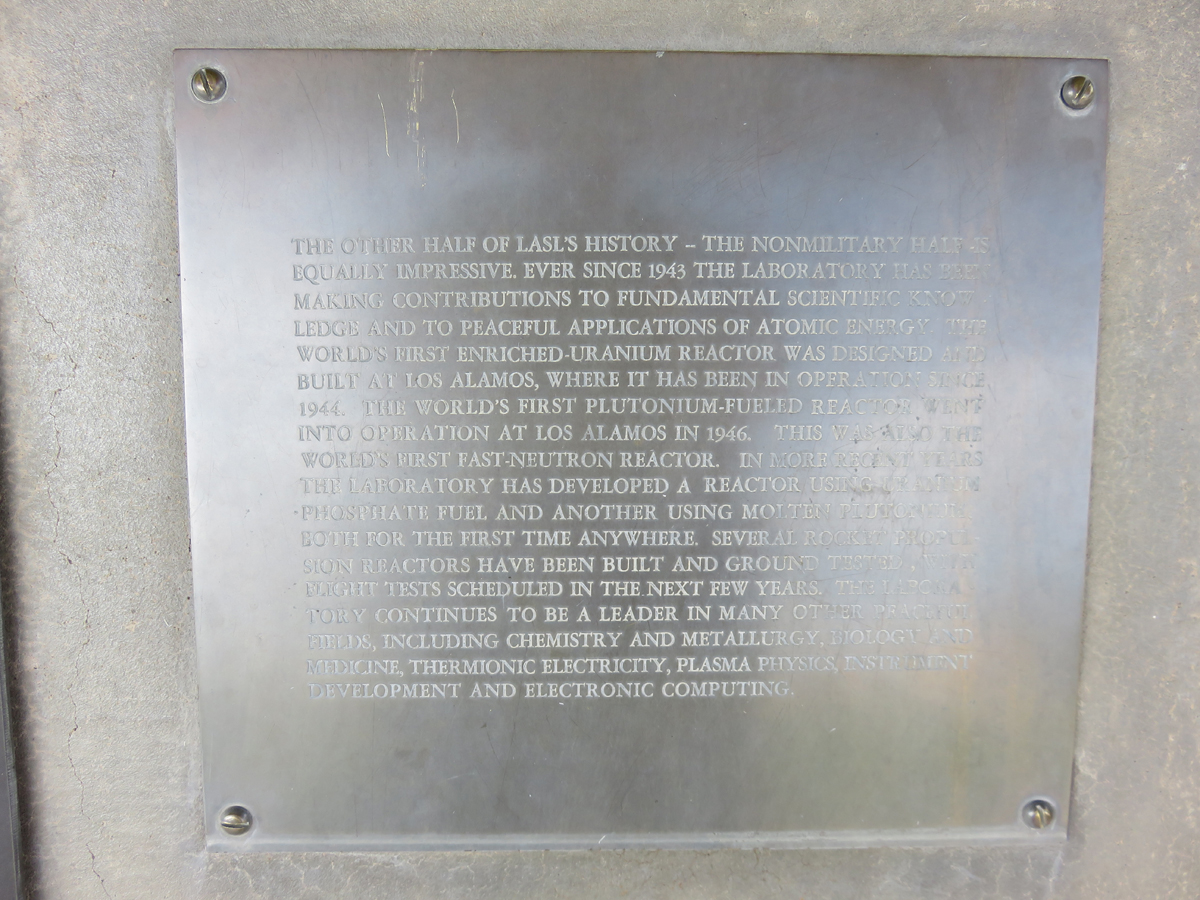 THE OTHER HALF OF LASL'S HISTORY – THE NONMILITARY HALF – IS
EQUALLY IMPRESSIVE. EVER SINCE 1943 THE LABORATORY HAS BEEN
MAKING CONTRIBUTIONS TO FUNDAMENTAL SCIENTIFIC KNOW-
LEDGE AND TO PEACEFUL APPLICATIONS OF ATOMIC ENERGY. THE
WORLD'S FIRST ENRICHED-URANIUM REACTOR WAS DESIGNED AND
BUILT AT LOS ALAMOS, WHERE IT HAS BEEN IN OPERATION SINCE
1944. THE WORLD'S FIRST PLUTONIUM-FUELED REACTOR WENT
INTO OPERATION AT LOS ALAMOS IN 1946. THIS WAS ALSO THE
WORLD'S FIRST FAST-NEUTRON REACTOR. IN MORE RECENT YEARS
THE LABORATORY HAS DEVELOPED A REACTOR USING URANIUM
PHOSPHATE FUEL AND ANOTHER USING MOLTEN PLUTONIUM,
BOTH FOR THE FIRST TIME ANYWHERE. SEVERAL ROCKET PROPUL-
SION REACTORS HAVE BEEN BUILT AND GROUND TESTED, WITH
FLIGHT TESTS SCHEDULED IN THE NEXT FEW YEARS. THE LABORA-
TORY CONTINUES TO BE A LEADER IN MANY OTHER PEACEFUL
FIELDS, INCLUDING CHEMISTRY AND METALLURGY, BIOLOGY AND
MEDICINE, THERMIONIC ELECTRICITY, PLASMA PHYSICS, INSTRUMENT
DEVELOPMENT AND ELECTRONIC COMPUTING.